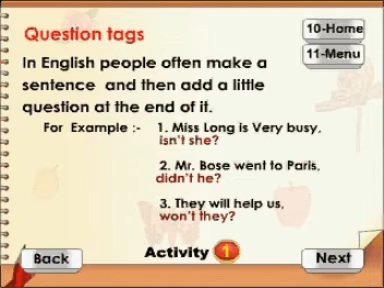 Question tags
10-Home
11-Menu
In English people often make a
sentence and then add a little
question at the end of it.
For Example :- 1. Miss Long is Very busy,
isn't she?
2. Mr. Bose went to Paris,
didn't he?
3. They will help us,
won't they?
Back
Activity 1
Next